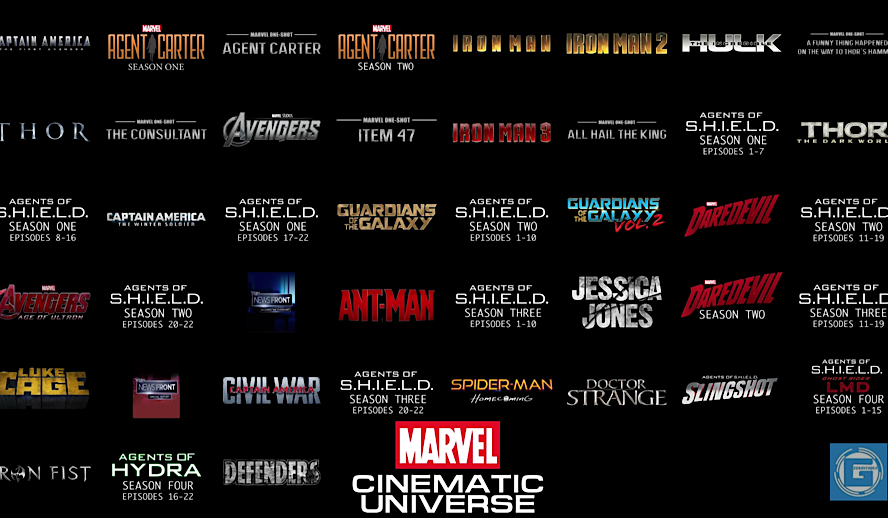 APTAIN AMERICA
THE FIRST AVENGER
MARVEL
AGENT CARTER
SEASON ONE
MARVEL ONE-SHOT
AGENT CARTER
MARVEL
AGENT CARTER
SEASON TWO
IRON MAN
IRON MAN 2
THE INCREDIBLE
HULK
MARVEL ONE-SHOT
A FUNNY THING HAPPENED
ON THE WAY TO THOR'S HAMM
THOR
MARVEL ONE-SHOT
THE CONSULTANT
MARVEL STUDIOS
AVENGERS
MARVEL ONE-SHOT
ITEM 47
IRON MAN 3
MARVEL ONE-SHOT
ALL HAIL THE KING
AGENTS OF
S.H.I.E.L.D.
SEASON ONE
EPISODES 1-7
THOR
THE DARK WORL
AGENTS OF
S.H.I.E.L.D.
SEASON ONE
EPISODES 8-16
CAPTAIN AMERICA
THE WINTER SOLDIER
AGENTS OF
S.H.I.E.L.D.
SEASON ONE
EPISODES 17-22
GUARDIANS
OF THE GALAXY
AGENTS OF
S.H.I.E.L.D.
SEASON TWO
EPISODES 1-10
GUARDIANS
OF THE GALAXY
VOL. 2
MARVEL
DAREDEVIL
AGENTS OF
S.H.I.E.L.D.
SEASON TWO
EPISODES 11-19
MARVEL
AVENGERS
AGE OF ULTRON
AGENTS OF
S.H.I.E.L.D.
SEASON TWO
EPISODES 20-22
NEWSFRONT
ANT-MAN
AGENTS OF
S.H.I.E.L.D.
SEASON THREE
EPISODES 1-10
JESSICA
JONES
MARVEL
DAREDEVIL
SEASON TWO
AGENTS OF
S.H.I.E.L.D.
SEASON THREE
EPISODES 11-19
LUKE
CAGE
NEWSFRONT
CAPTAIN AMERICA
CIVIL WAR
AGENTS OF
S.H.I.E.L.D.
SEASON THREE
EPISODES 20-22
SPIDER-MAN
HOMECOMING
DOCTOR
STRANGE
AGENTS OF S.H.I.E.L.D.
SLINGSHOT
AGENTS OF
S.H.I.E.L.D.
GHOST RIDER
LMD
SEASON FOUR
EPISODES 1-15
IRON FIST
AGENTS OF
HYDRA
SEASON FOUR
EPISODES 16-22
DEFENDERS
MARVEL
CINEMATIC
UNIVERSE
G